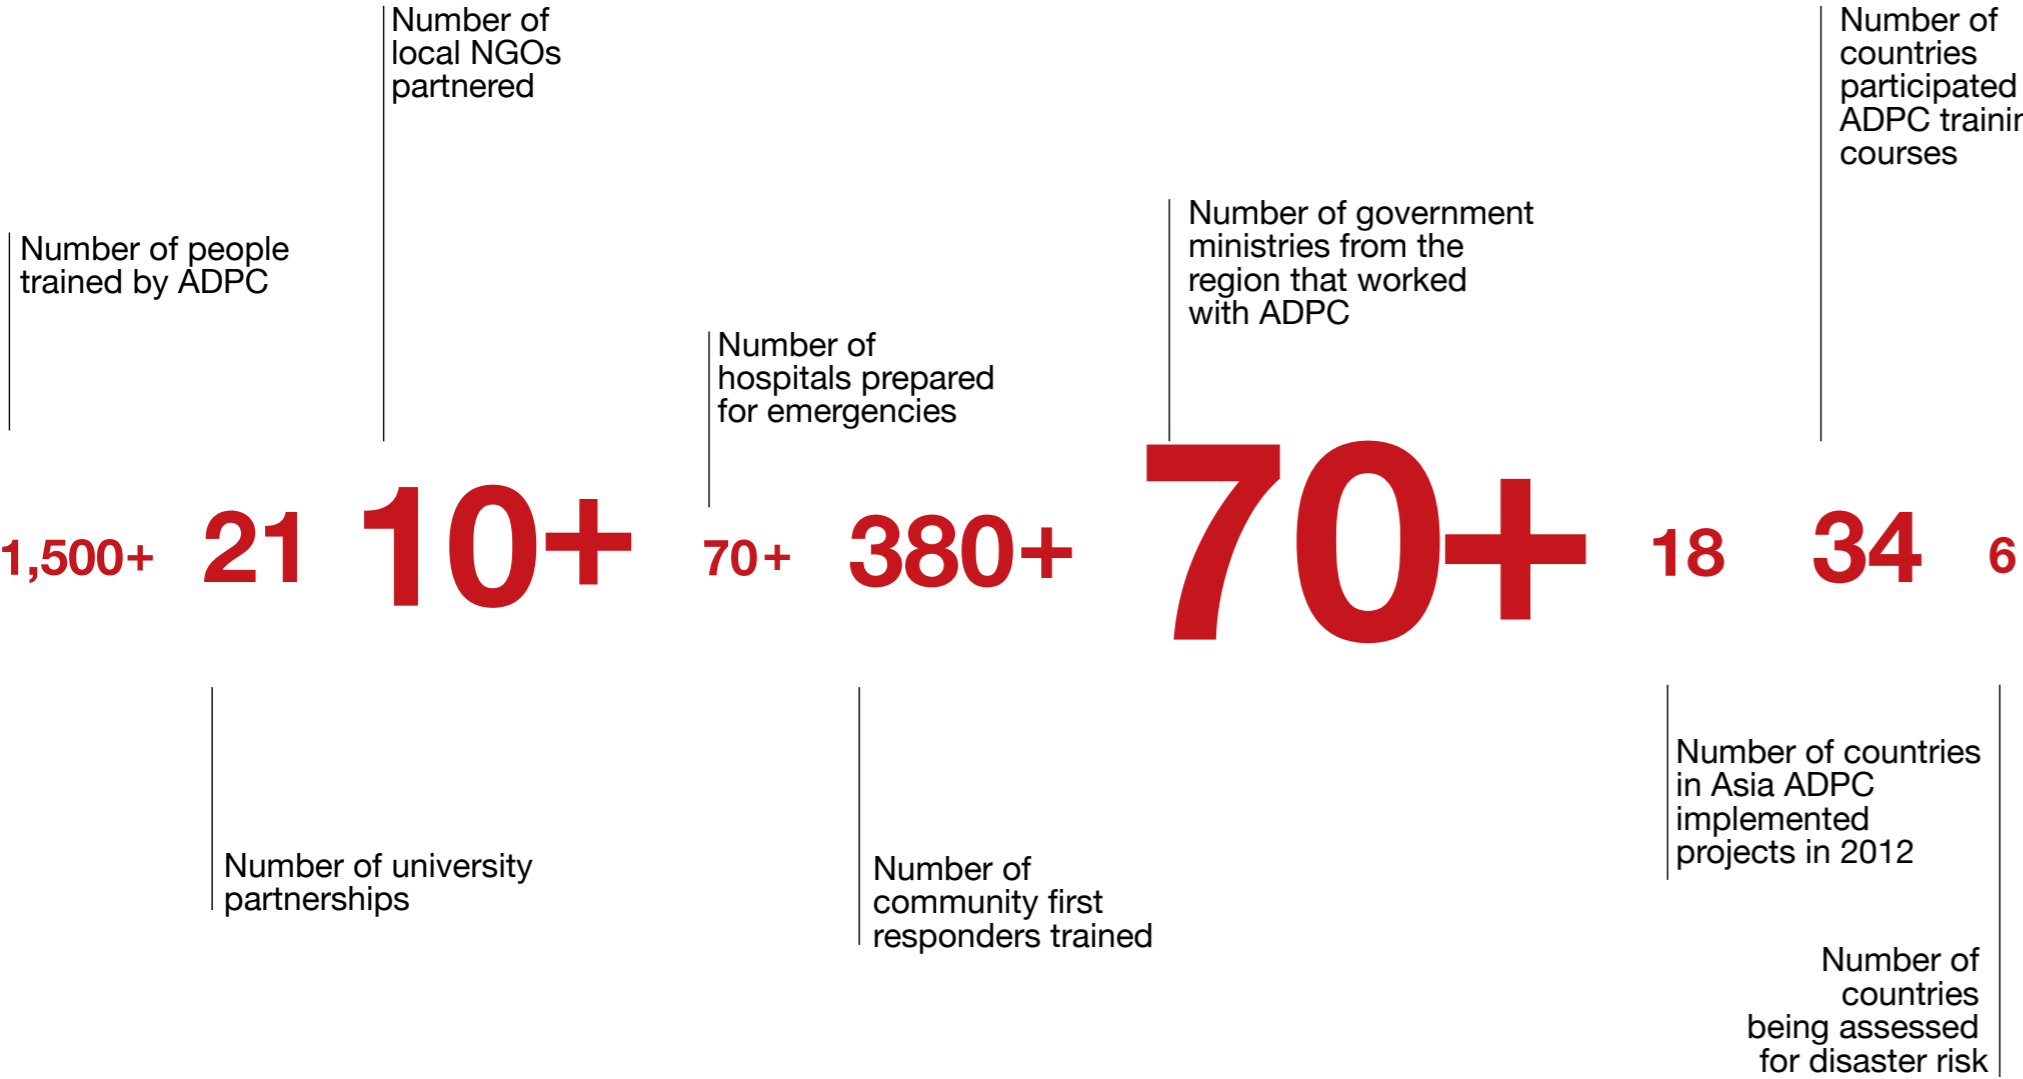 Number of
local NGOs
partnered
Number of
countries
participated
ADPC
courses
Number of people
trained by ADPC
Number of government
ministries from the
region that worked
with ADPC
Number of
hospitals prepared
for emergencies
1,500+ 21 10+ 70+ 380+ 70+ 18 34 6
Number of university
partnerships
Number of
community first
responders trained
Number of countries
in Asia ADPC
implemented
projects in 2012
Number of
countries
being assessed
for disaster risk